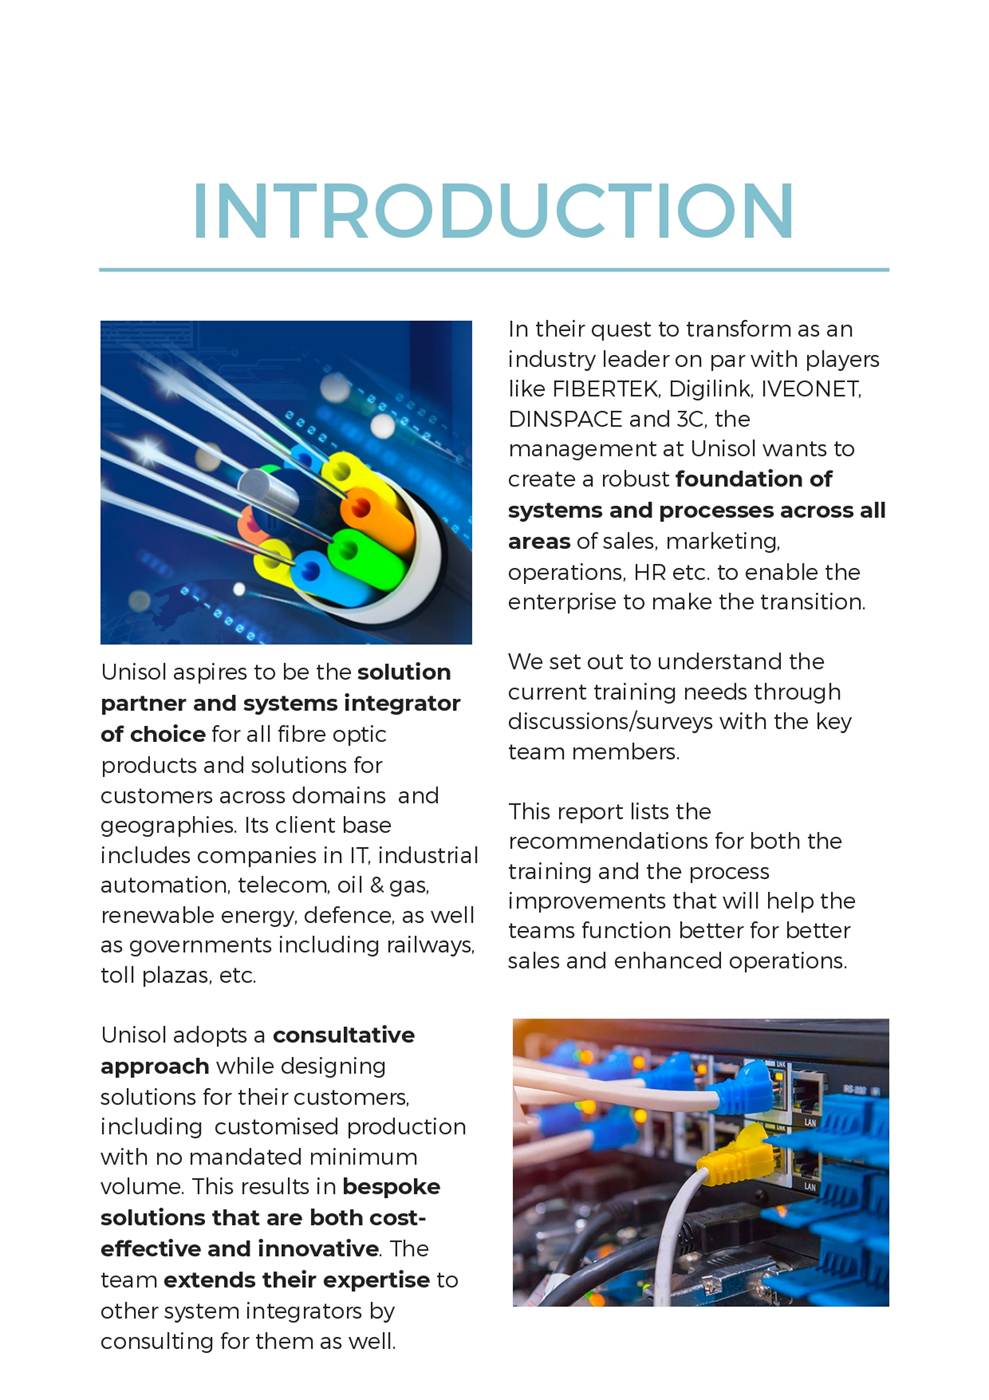 INTRODUCTION
Unisol aspires to be the solution
partner and systems integrator
of choice for all fibre optic
products and solutions for
customers across domains  and
geographies. Its client base
includes companies in IT, industrial
automation, telecom, oil & gas,
renewable energy, defence, as well
as governments including railways,
toll plazas, etc.
Unisol adopts a consultative
approach while designing
solutions for their customers,
including  customised production
with no mandated minimum
volume. This results in bespoke
solutions that are both cost-
effective and innovative. The
team extends their expertise to
other system integrators by
consulting for them as well.
In their quest to transform as an
industry leader on par with players
like FIBERTEK, Digilink, IVEONET,
DINSPACE and 3C, the
management at Unisol wants to
create a robust foundation of
systems and processes across all
areas of sales, marketing,
operations, HR etc. to enable the
enterprise to make the transition.
We set out to understand the
current training needs through
discussions/surveys with the key
team members.
This report lists the
recommendations for both the
training and the process
improvements that will help the
teams function better for better
sales and enhanced operations.
LINK
RS-232
LAN
LINK
LAN